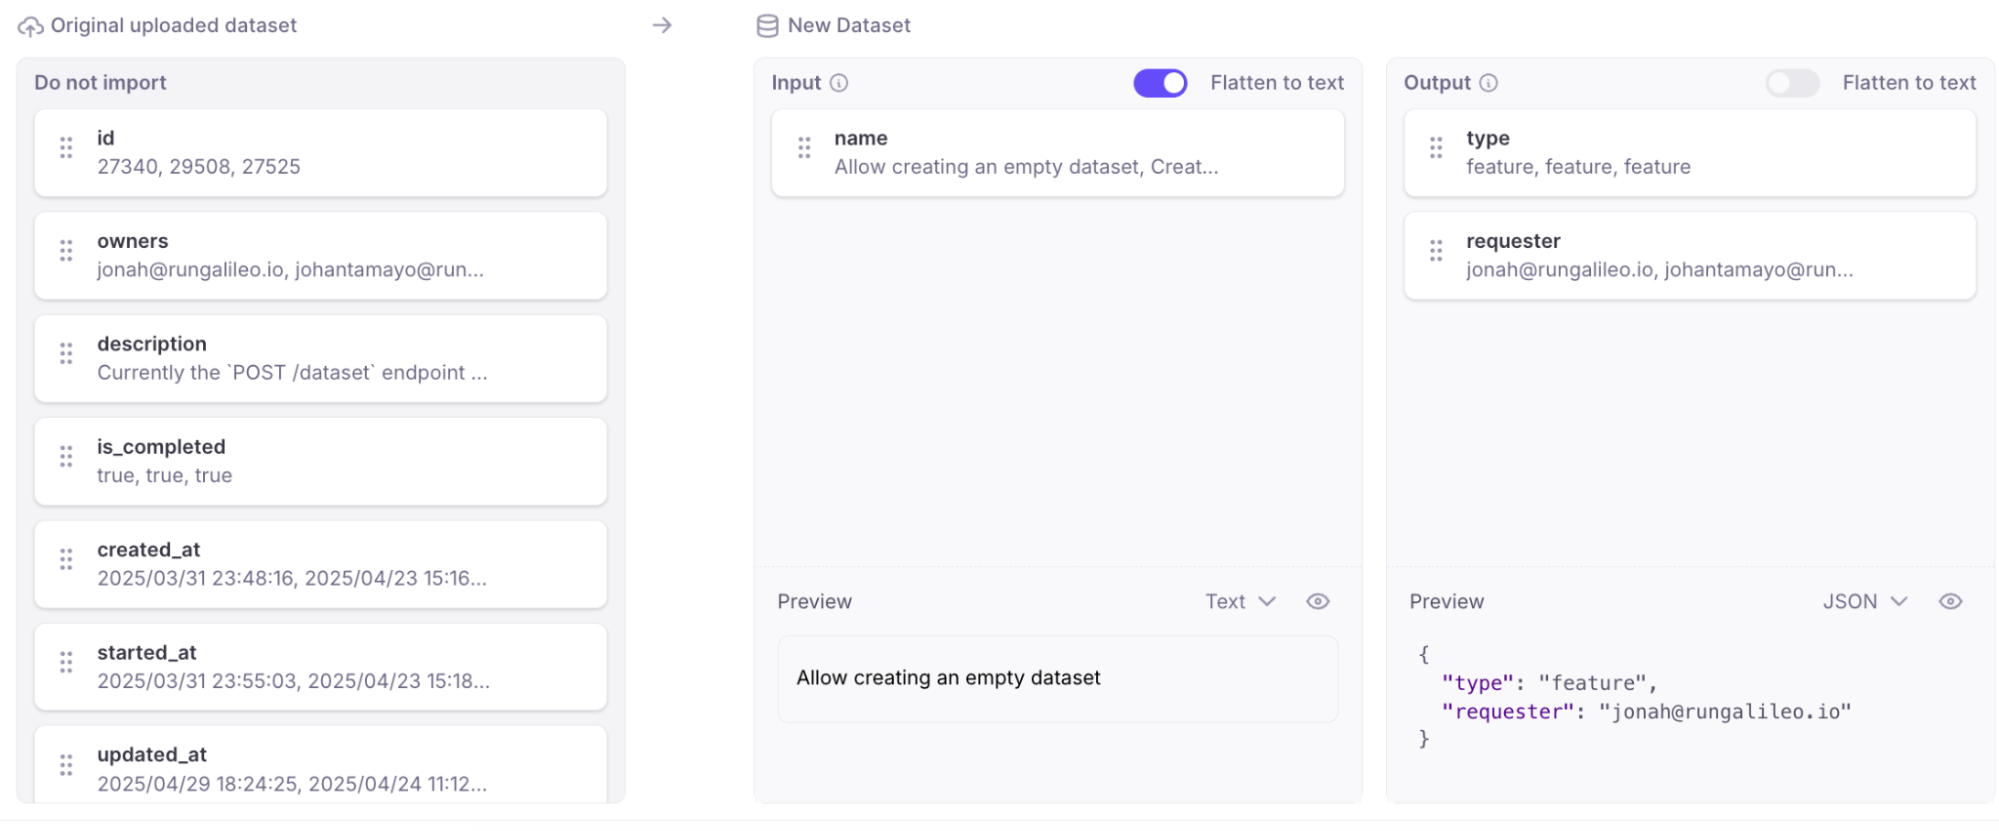 Original uploaded dataset
Do not import
id
27340, 29508, 27525
owners
jonah@rungalileo.io, johantamayo@run...
description
Currently the `POST /dataset` endpoint ...
is_completed
true, true, true
created_at
2025/03/31 23:48:16, 2025/04/23 15:16...
started_at
2025/03/31 23:55:03, 2025/04/23 15:18...
updated_at
2025/04/29 18:24:25, 2025/04/24 11:12...
New Dataset
Input Flatten to text
name
Allow creating an empty dataset, Creat...
Preview Text
Allow creating an empty dataset
Output Flatten to text
type
feature, feature, feature
requester
jonah@rungalileo.io, johantamayo@run...
Preview JSON
{
"type": "feature",
"requester": "jonah@rungalileo.io"
}